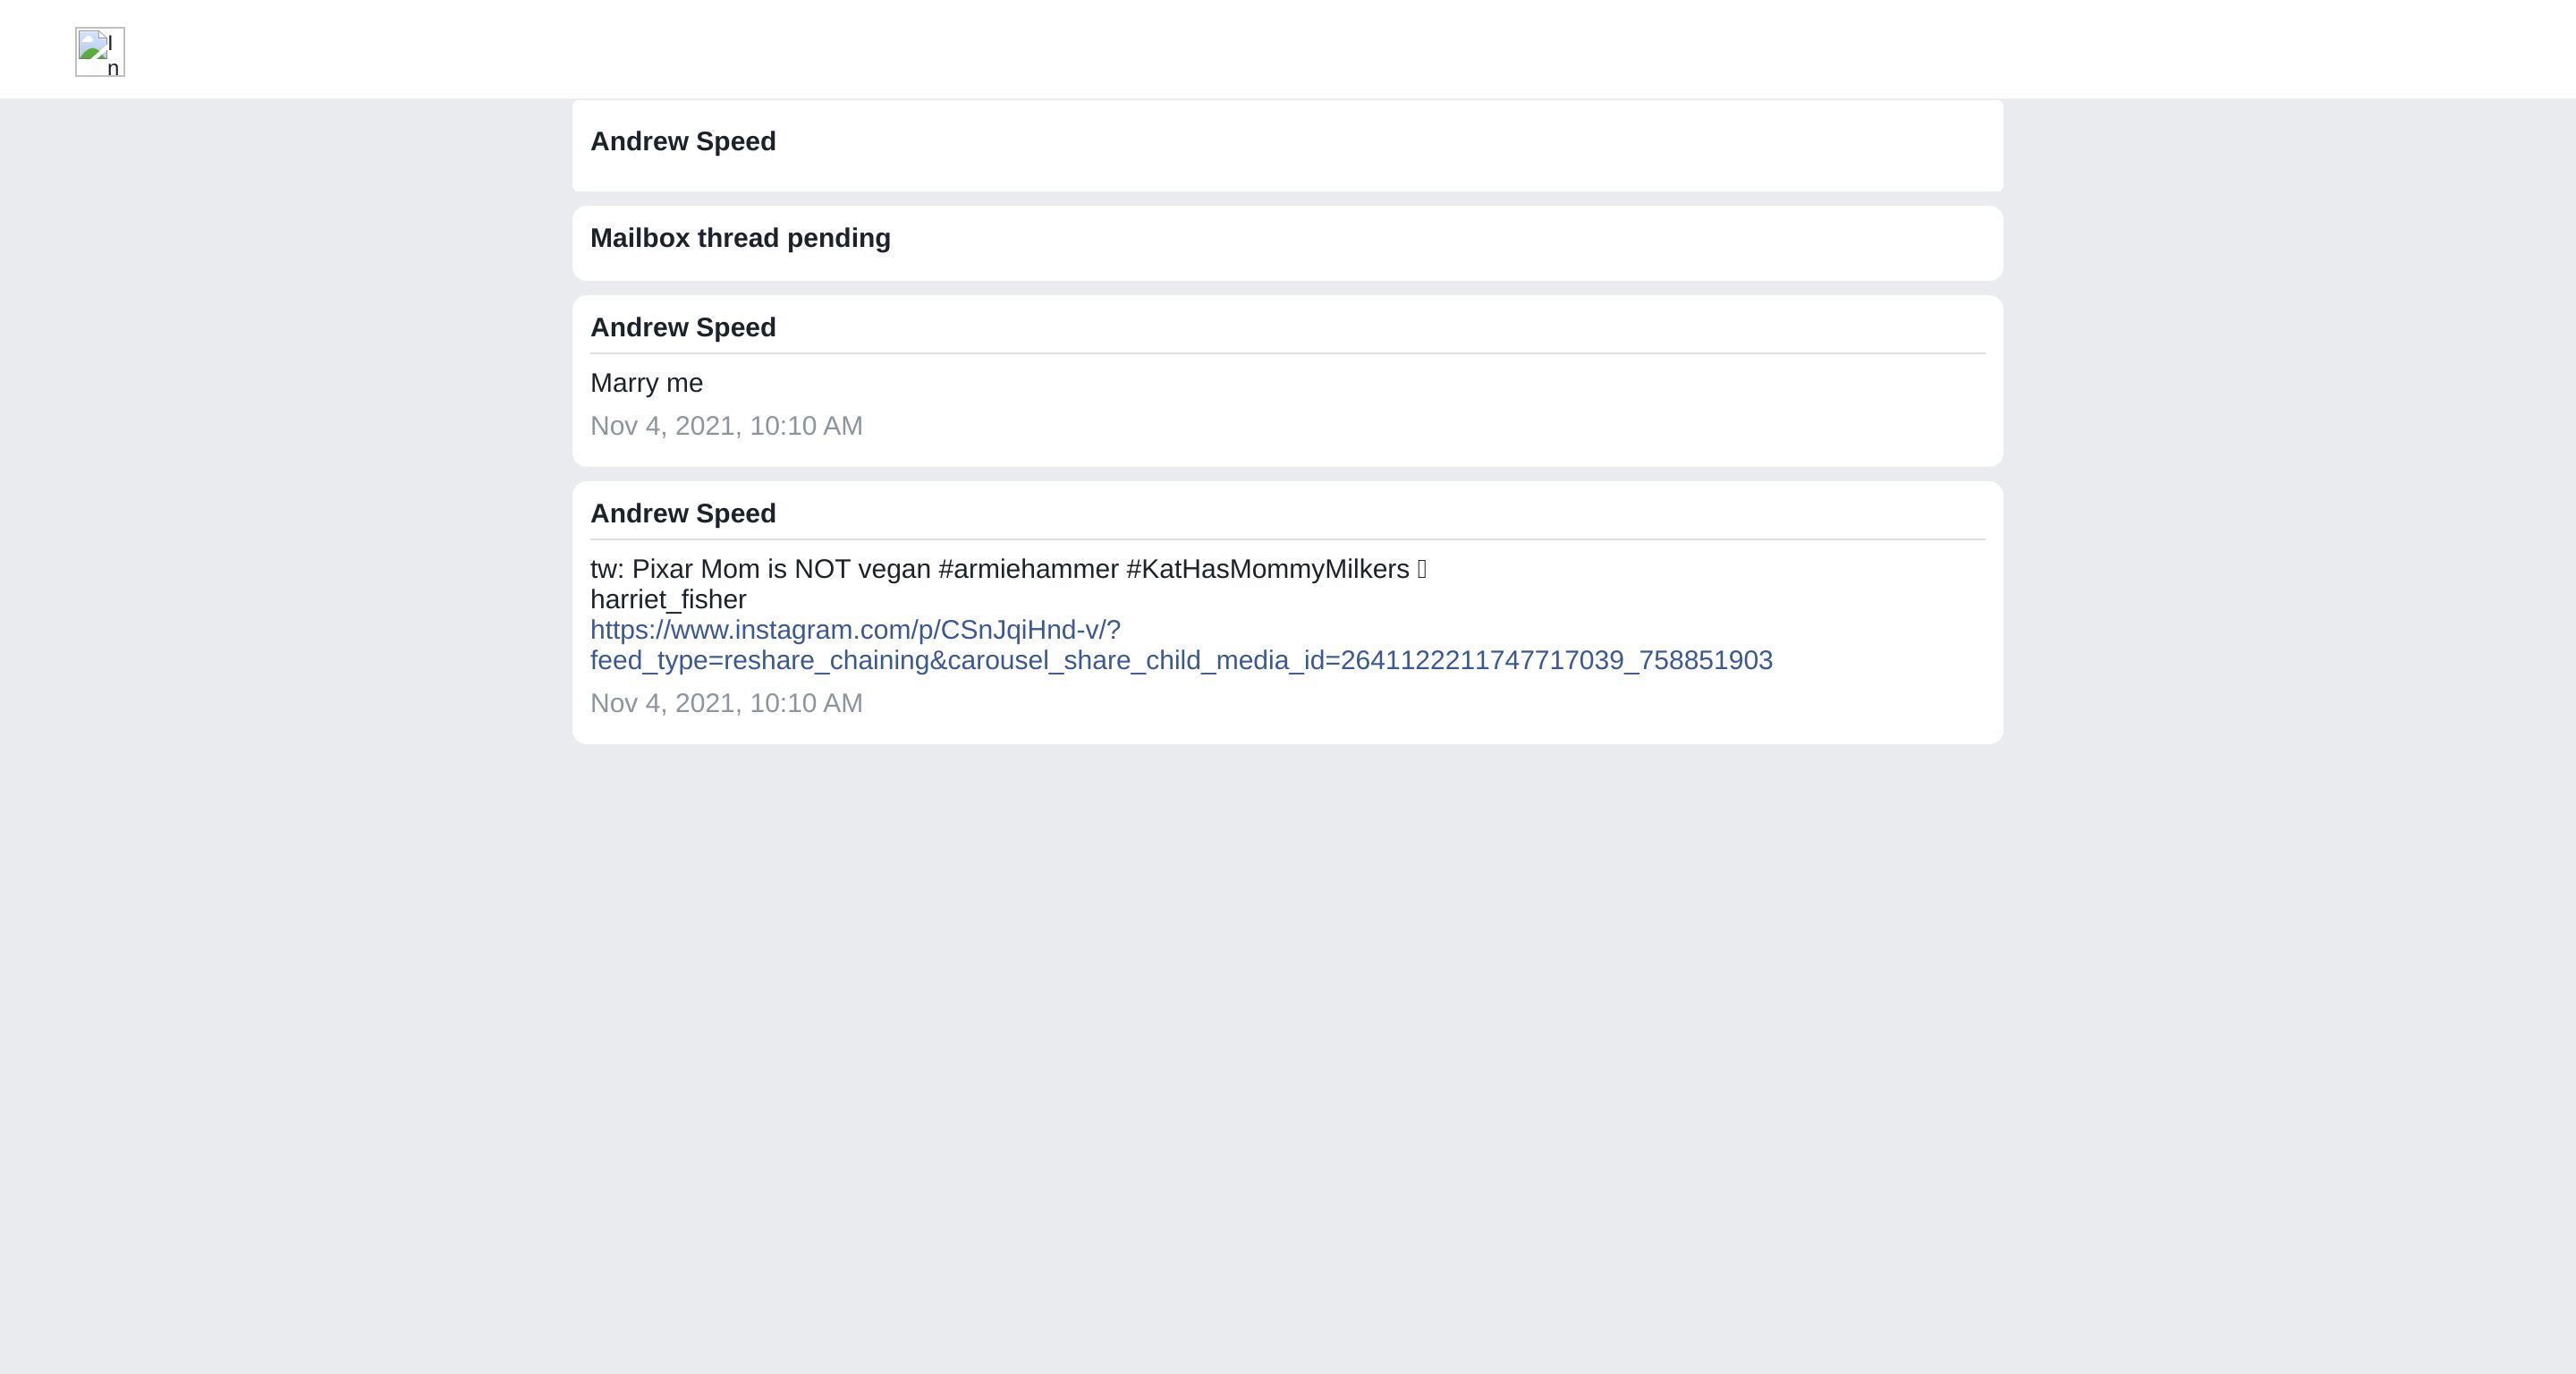 In
Andrew Speed
Mailbox thread pending
Andrew Speed
Marry me
Nov 4, 2021, 10:10 AM
Andrew Speed
tw: Pixar Mom is NOT vegan #armiehammer #KatHasMommyMilkers
harriet_fisher
https://www.instagram.com/p/CSnJqiHnd-v/?
feed_type=reshare_chaining&carousel_share_child_media_id=2641122211747717039_758851903
Nov 4, 2021, 10:10 AM